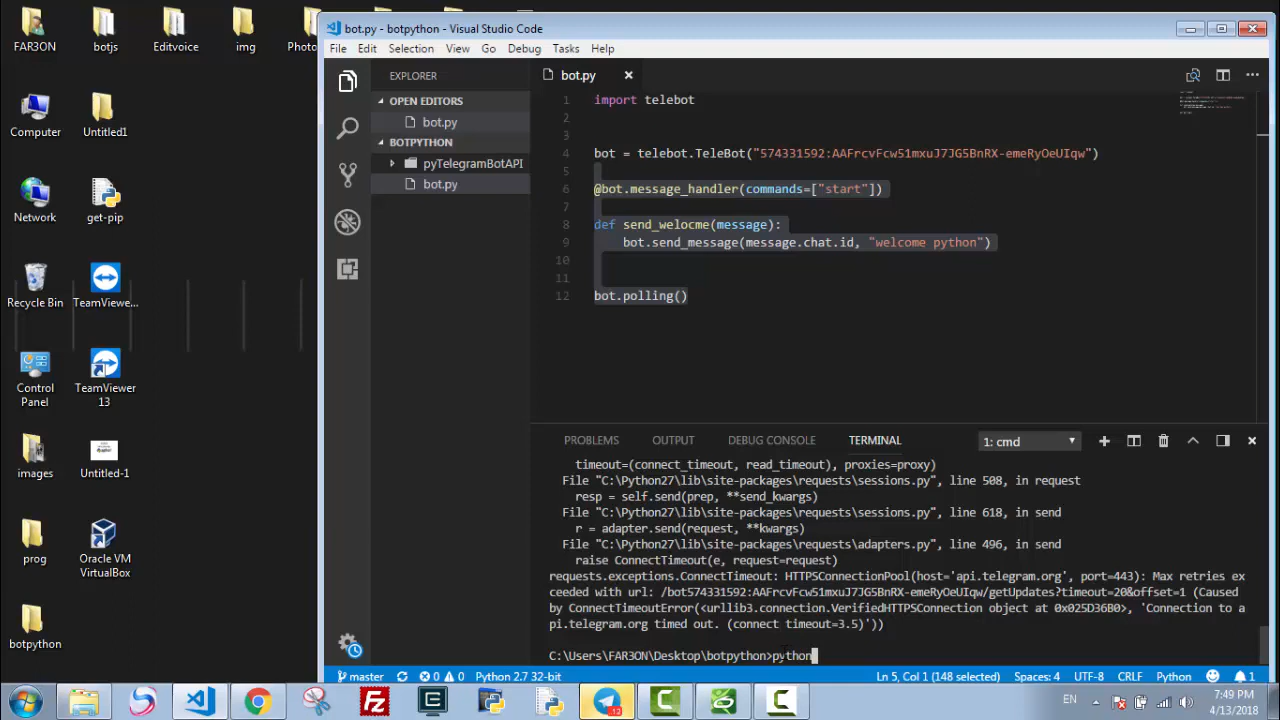 FAR3ON
botjs
Editvoice
img
Photo
Computer
Untitled1
Network
get-pip
Recycle Bin
TeamViewe...
Control
Panel
TeamViewer
13
images
Untitled-1
prog
Oracle VM
VirtualBox
botpython
bot.py - botpython - Visual Studio Code
File Edit Selection View Go Debug Tasks Help
EXPLORER
OPEN EDITORS
bot.py
BOTPYTHON
pyTelegramBotAPI
bot.py
bot.py
1 import telebot
2
3
4 bot = telebot.TeleBot("574331592:AAFrcvFcw51mxuJ7JG5BnRX-emeRyOeUIqw")
5
6 @bot.message_handler(commands=["start"])
7
8 def send_welocme(message):
9 bot.send_message(message.chat.id, "welcome python")
10
11
12 bot.polling()
PROBLEMS OUTPUT DEBUG CONSOLE TERMINAL 1: cmd
timeout=(connect_timeout, read_timeout), proxies=proxy)
File "C:\Python27\lib\site-packages\requests\sessions.py", line 508, in request
resp = self.send(prep, **send_kwargs)
File "C:\Python27\lib\site-packages\requests\sessions.py", line 618, in send
r = adapter.send(request, **kwargs)
File "C:\Python27\lib\site-packages\requests\adapters.py", line 496, in send
raise ConnectTimeout(e, request=request)
requests.exceptions.ConnectTimeout: HTTPSConnectionPool(host='api.telegram.org', port=443): Max retries ex
ceeded with url: /bot574331592:AAFrcvFcw51mxuJ7JG5BnRX-emeRyOeUIqw/getUpdates?timeout=20&offset=1 (Caused
by ConnectTimeoutError(<urllib3.connection.VerifiedHTTPSConnection object at 0x025D36B0>, 'Connection to a
pi.telegram.org timed out. (connect timeout=3.5)'))
C:\Users\FAR3ON\Desktop\botpython>python
master 0 0 Python 2.7 32-bit Ln 5, Col 1 (148 selected) Spaces: 4 UTF-8 CRLF Python 1
12
EN
7:49 PM
4/13/2018